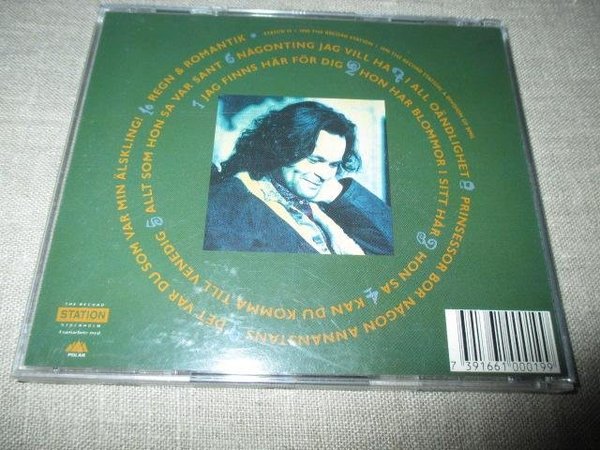 1 JAG FINNS HÄR FÖR DIG 2 HON HAR BLOMMOR I SITT HÅR 3 HON SA 4 KAN DU KOMMA TILL VENEDIG 5 ALLT SOM HON SA VAR SANT 6 NÅGONTING JAG VILL HA 7 I ALL OÄNDLIGHET 8 PRINSESSOR BOR NÅGON ANNANSTANS 9 DET VAR DU SOM VAR MIN ÄLSKLING! 10 REGN & ROMANTIK
THE RECORD
STATION
STOCKHOLM
I samarbete med
POLAR
7 391661 000199